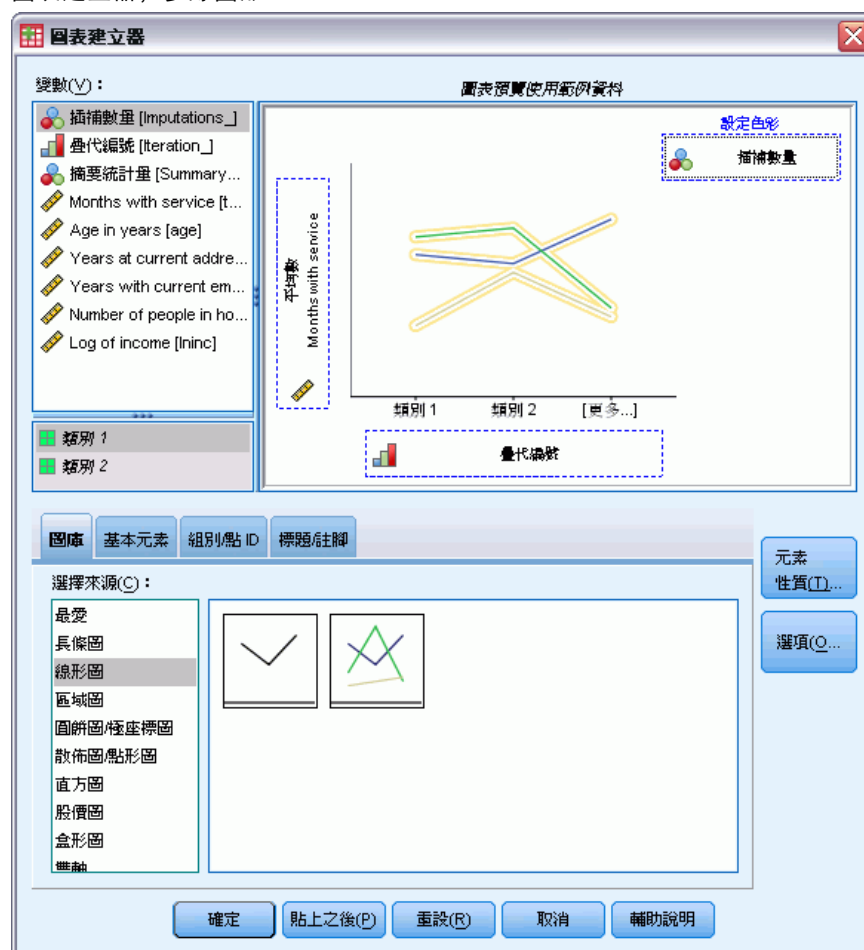 圖表建立器
變數(V)：
圖表預覽使用範例資料
插補數量 [Imputations_]
疊代編號 [Iteration_]
摘要統計量 [Summary...
Months with service [t...
Age in years [age]
Years at current addre...
Years with current em...
Number of people in ho...
Log of income [lninc]
類別 1
類別 2
設定色彩
插補數量
平均數
Months with service
類別 1
類別 2
[更多...]
疊代編號
圖庫
基本元素
組別/點 ID
標題/註腳
選擇來源(C)：
最愛
長條圖
線形圖
區域圖
圓餅圖/極座標圖
散佈圖/點形圖
直方圖
股價圖
盒形圖
雙軸
元素
性質(T)...
選項(O...
確定
貼上之後(P)
重設(R)
取消
輔助說明